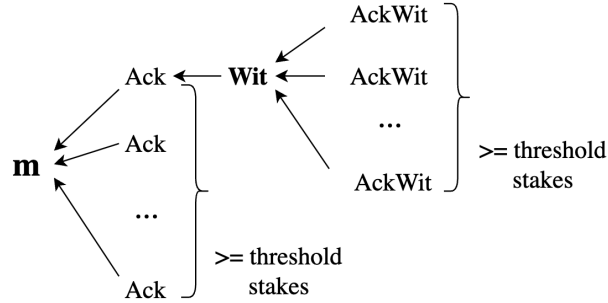 AckWit
Ack
Wit
AckWit
...
m
Ack
AckWit
>= threshold
stakes
...
>= threshold
stakes
Ack